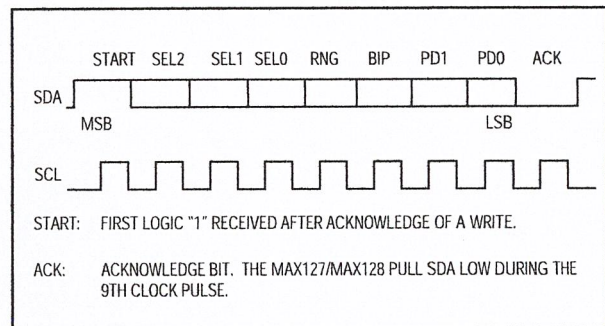 START SEL2 SEL1 SEL0 RNG BIP PD1 PD0 ACK
SDA
MSB LSB
SCL
START: FIRST LOGIC "1" RECEIVED AFTER ACKNOWLEDGE OF A WRITE.
ACK: ACKNOWLEDGE BIT. THE MAX127/MAX128 PULL SDA LOW DURING THE
9TH CLOCK PULSE.